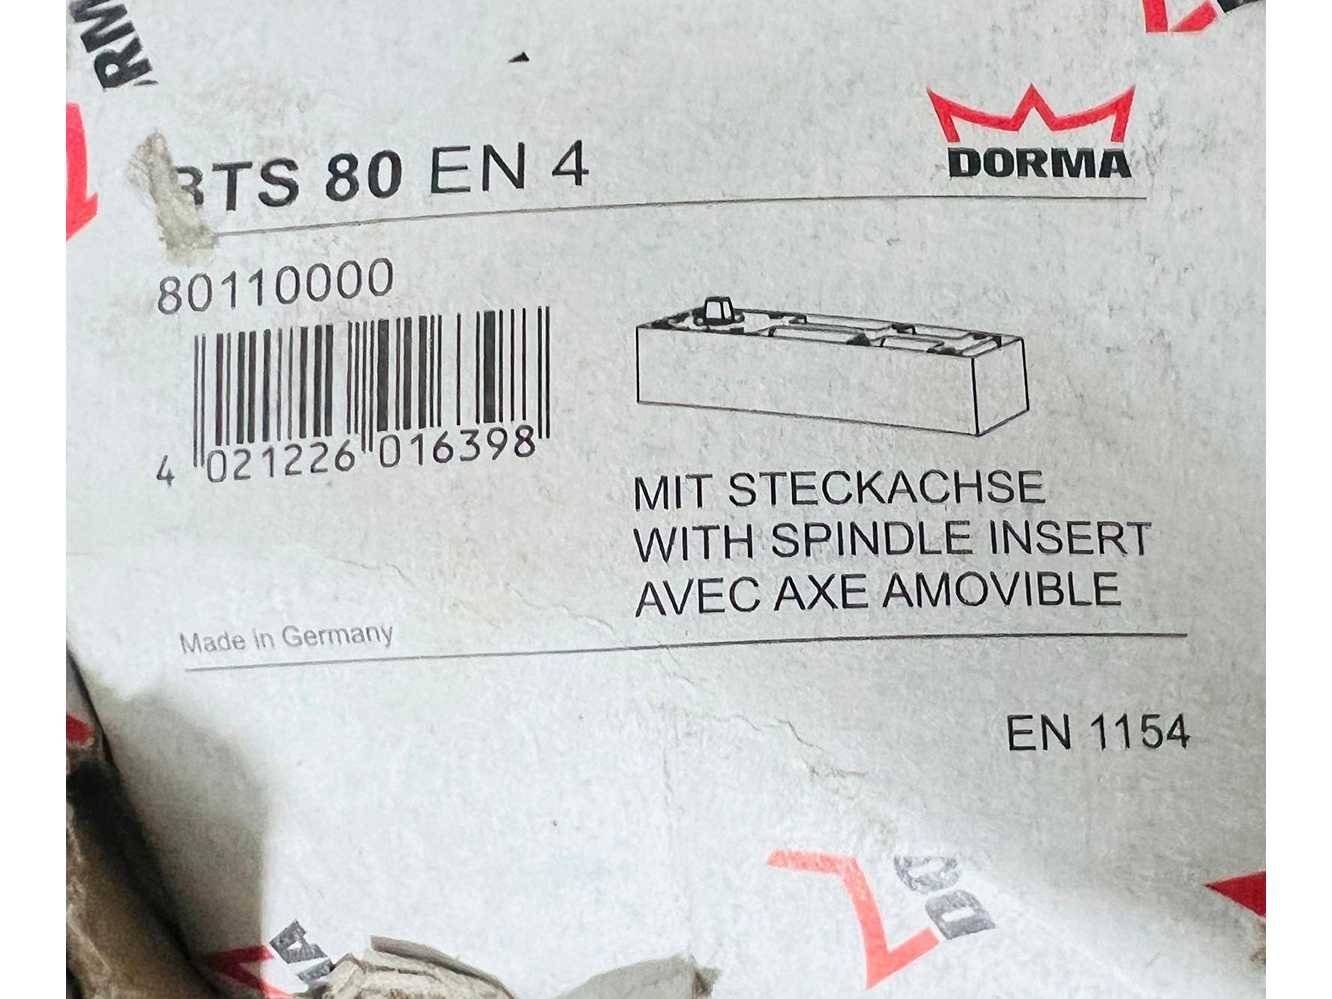 DORMA
BTS 80 EN 4
80110000
4 021226 016398
MIT STECKACHSE
WITH SPINDLE INSERT
AVEC AXE AMOVIBLE
Made in Germany
EN 1154